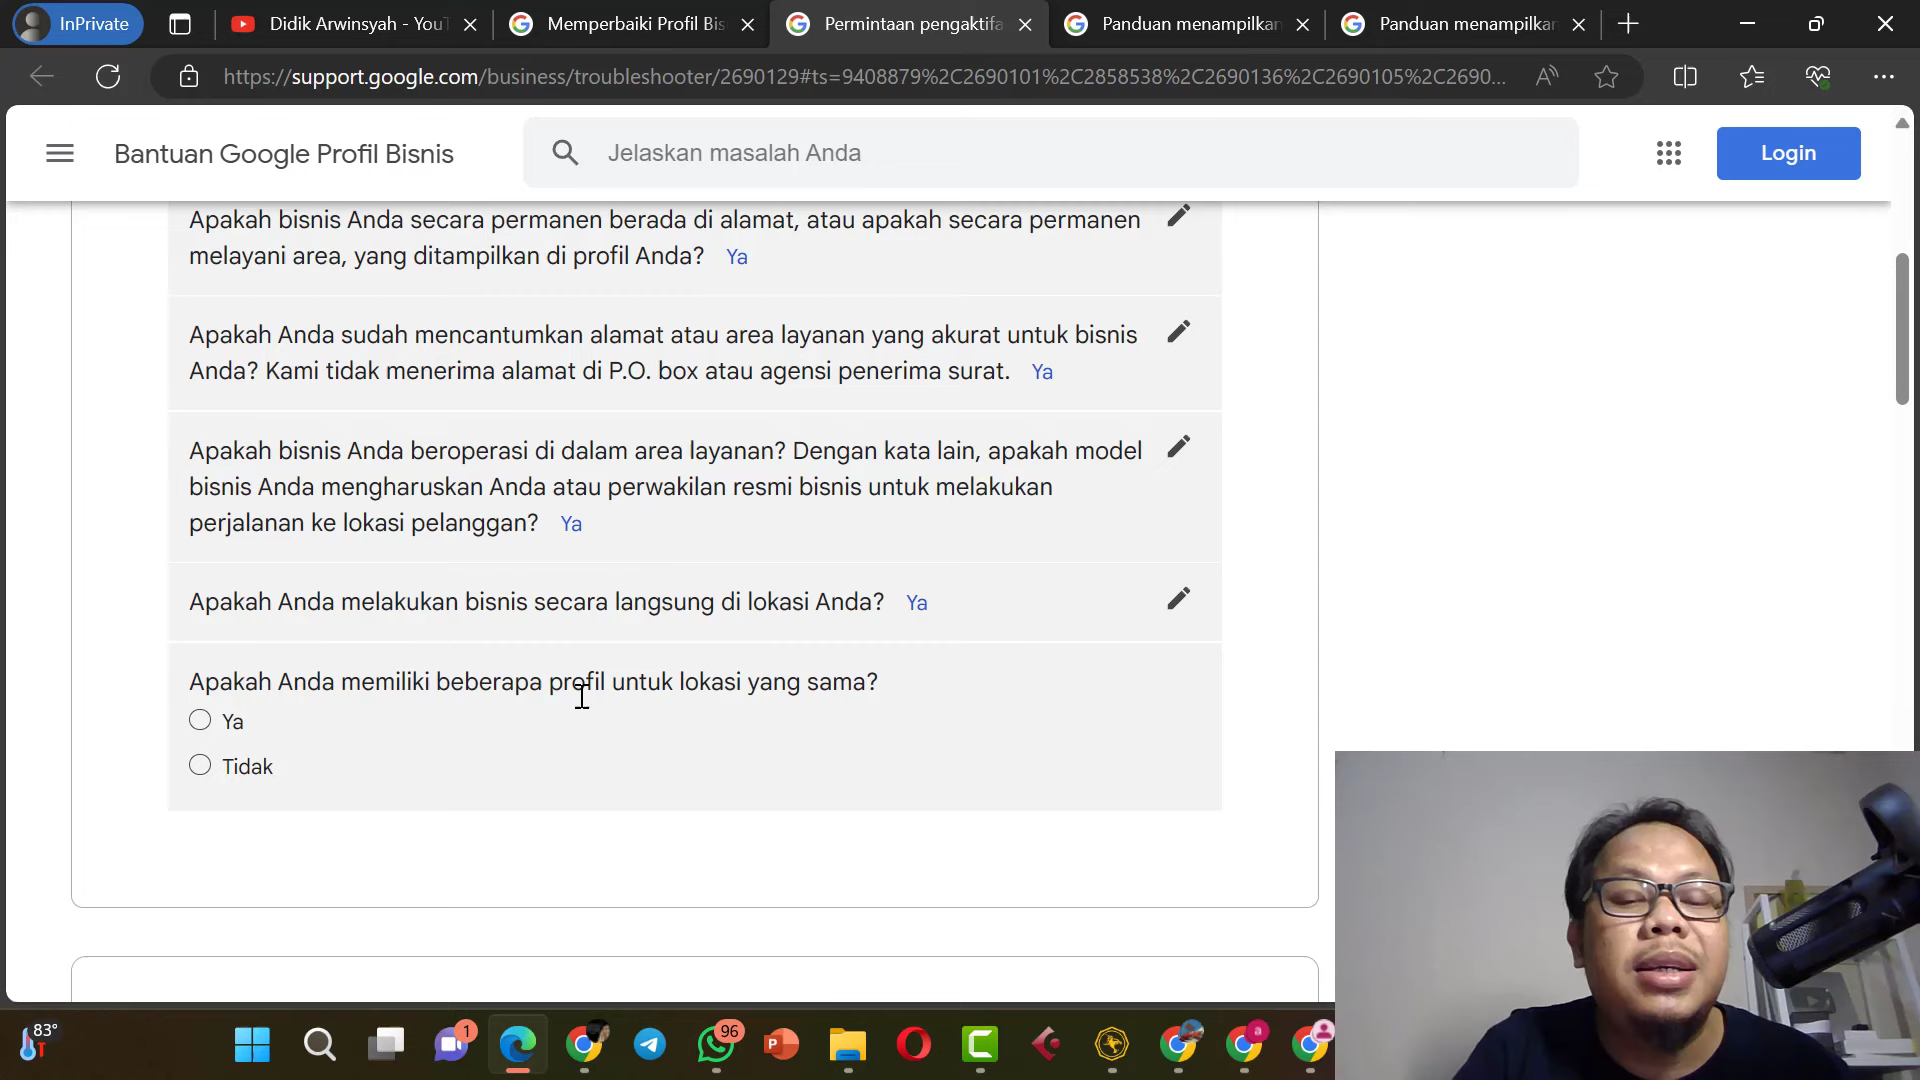 InPrivate
Didik Arwinsyah - YouT
Memperbaiki Profil Bis
Permintaan pengaktifa
Panduan menampilkan
Panduan menampilkan
https://support.google.com/business/troubleshooter/2690129#ts=9408879%2C2690101%2C2858538%2C2690136%2C2690105%2C2690...
Bantuan Google Profil Bisnis
Jelaskan masalah Anda
Login
Apakah bisnis Anda secara permanen berada di alamat, atau apakah secara permanen
melayani area, yang ditampilkan di profil Anda? Ya
Apakah Anda sudah mencantumkan alamat atau area layanan yang akurat untuk bisnis
Anda? Kami tidak menerima alamat di P.O. box atau agensi penerima surat. Ya
Apakah bisnis Anda beroperasi di dalam area layanan? Dengan kata lain, apakah model
bisnis Anda mengharuskan Anda atau perwakilan resmi bisnis untuk melakukan
perjalanan ke lokasi pelanggan? Ya
Apakah Anda melakukan bisnis secara langsung di lokasi Anda? Ya
Apakah Anda memiliki beberapa profil untuk lokasi yang sama?
Ya
Tidak
83°
1
96
P
a